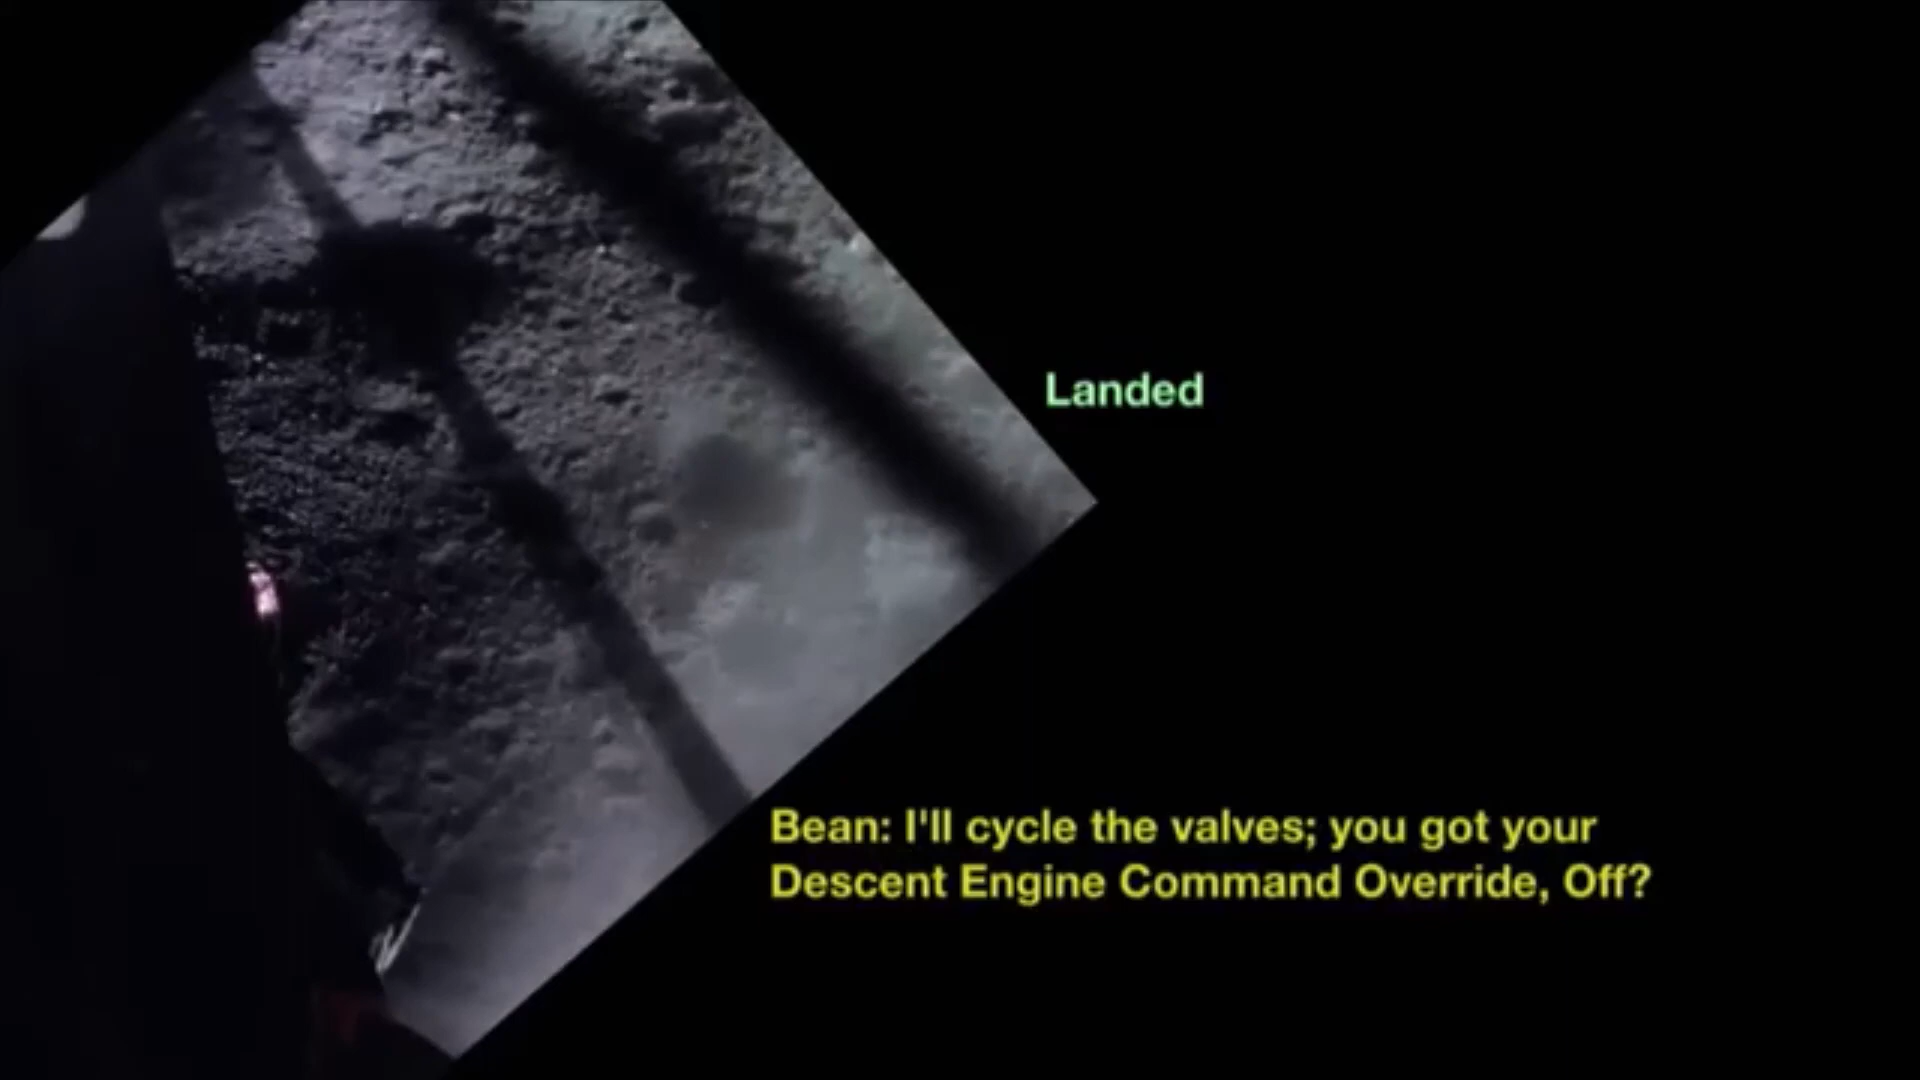 Landed
Bean: I'll cycle the valves; you got your
Descent Engine Command Override, Off?